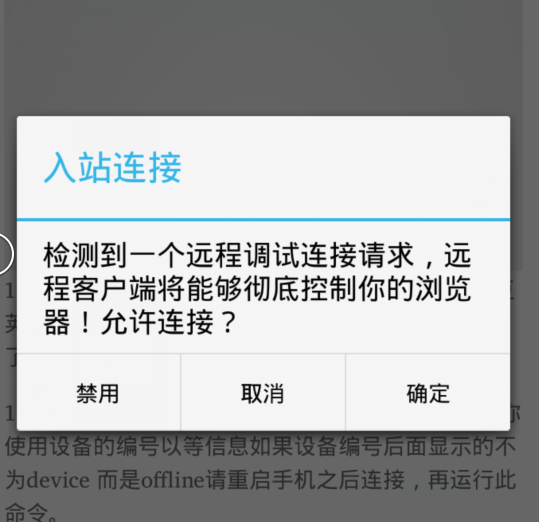 入站连接
检测到一个远程调试连接请求，远
程客户端将能够彻底控制你的浏览
器！允许连接？
禁用 取消 确定
1
英
了
1 你
使用设备的编号以等信息如果设备编号后面显示的不
为device 而是offline请重启手机之后连接，再运行此
命令。